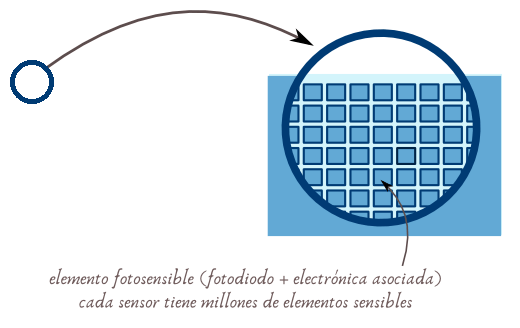 elemento fotosensible (fotodiodo + electrónica asociada)
cada sensor tiene millones de elementos sensibles